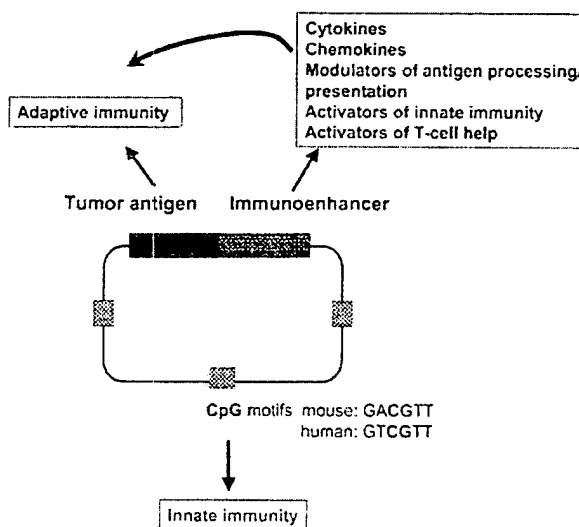 Cytokines
Chemokines
Modulators of antigen processing/
presentation
Activators of innate immunity
Activators of T-cell help
Adaptive immunity
Tumor antigen
Immunoenhancer
CpG motifs mouse: GACGTT
human: GTCGTT
Innate immunity